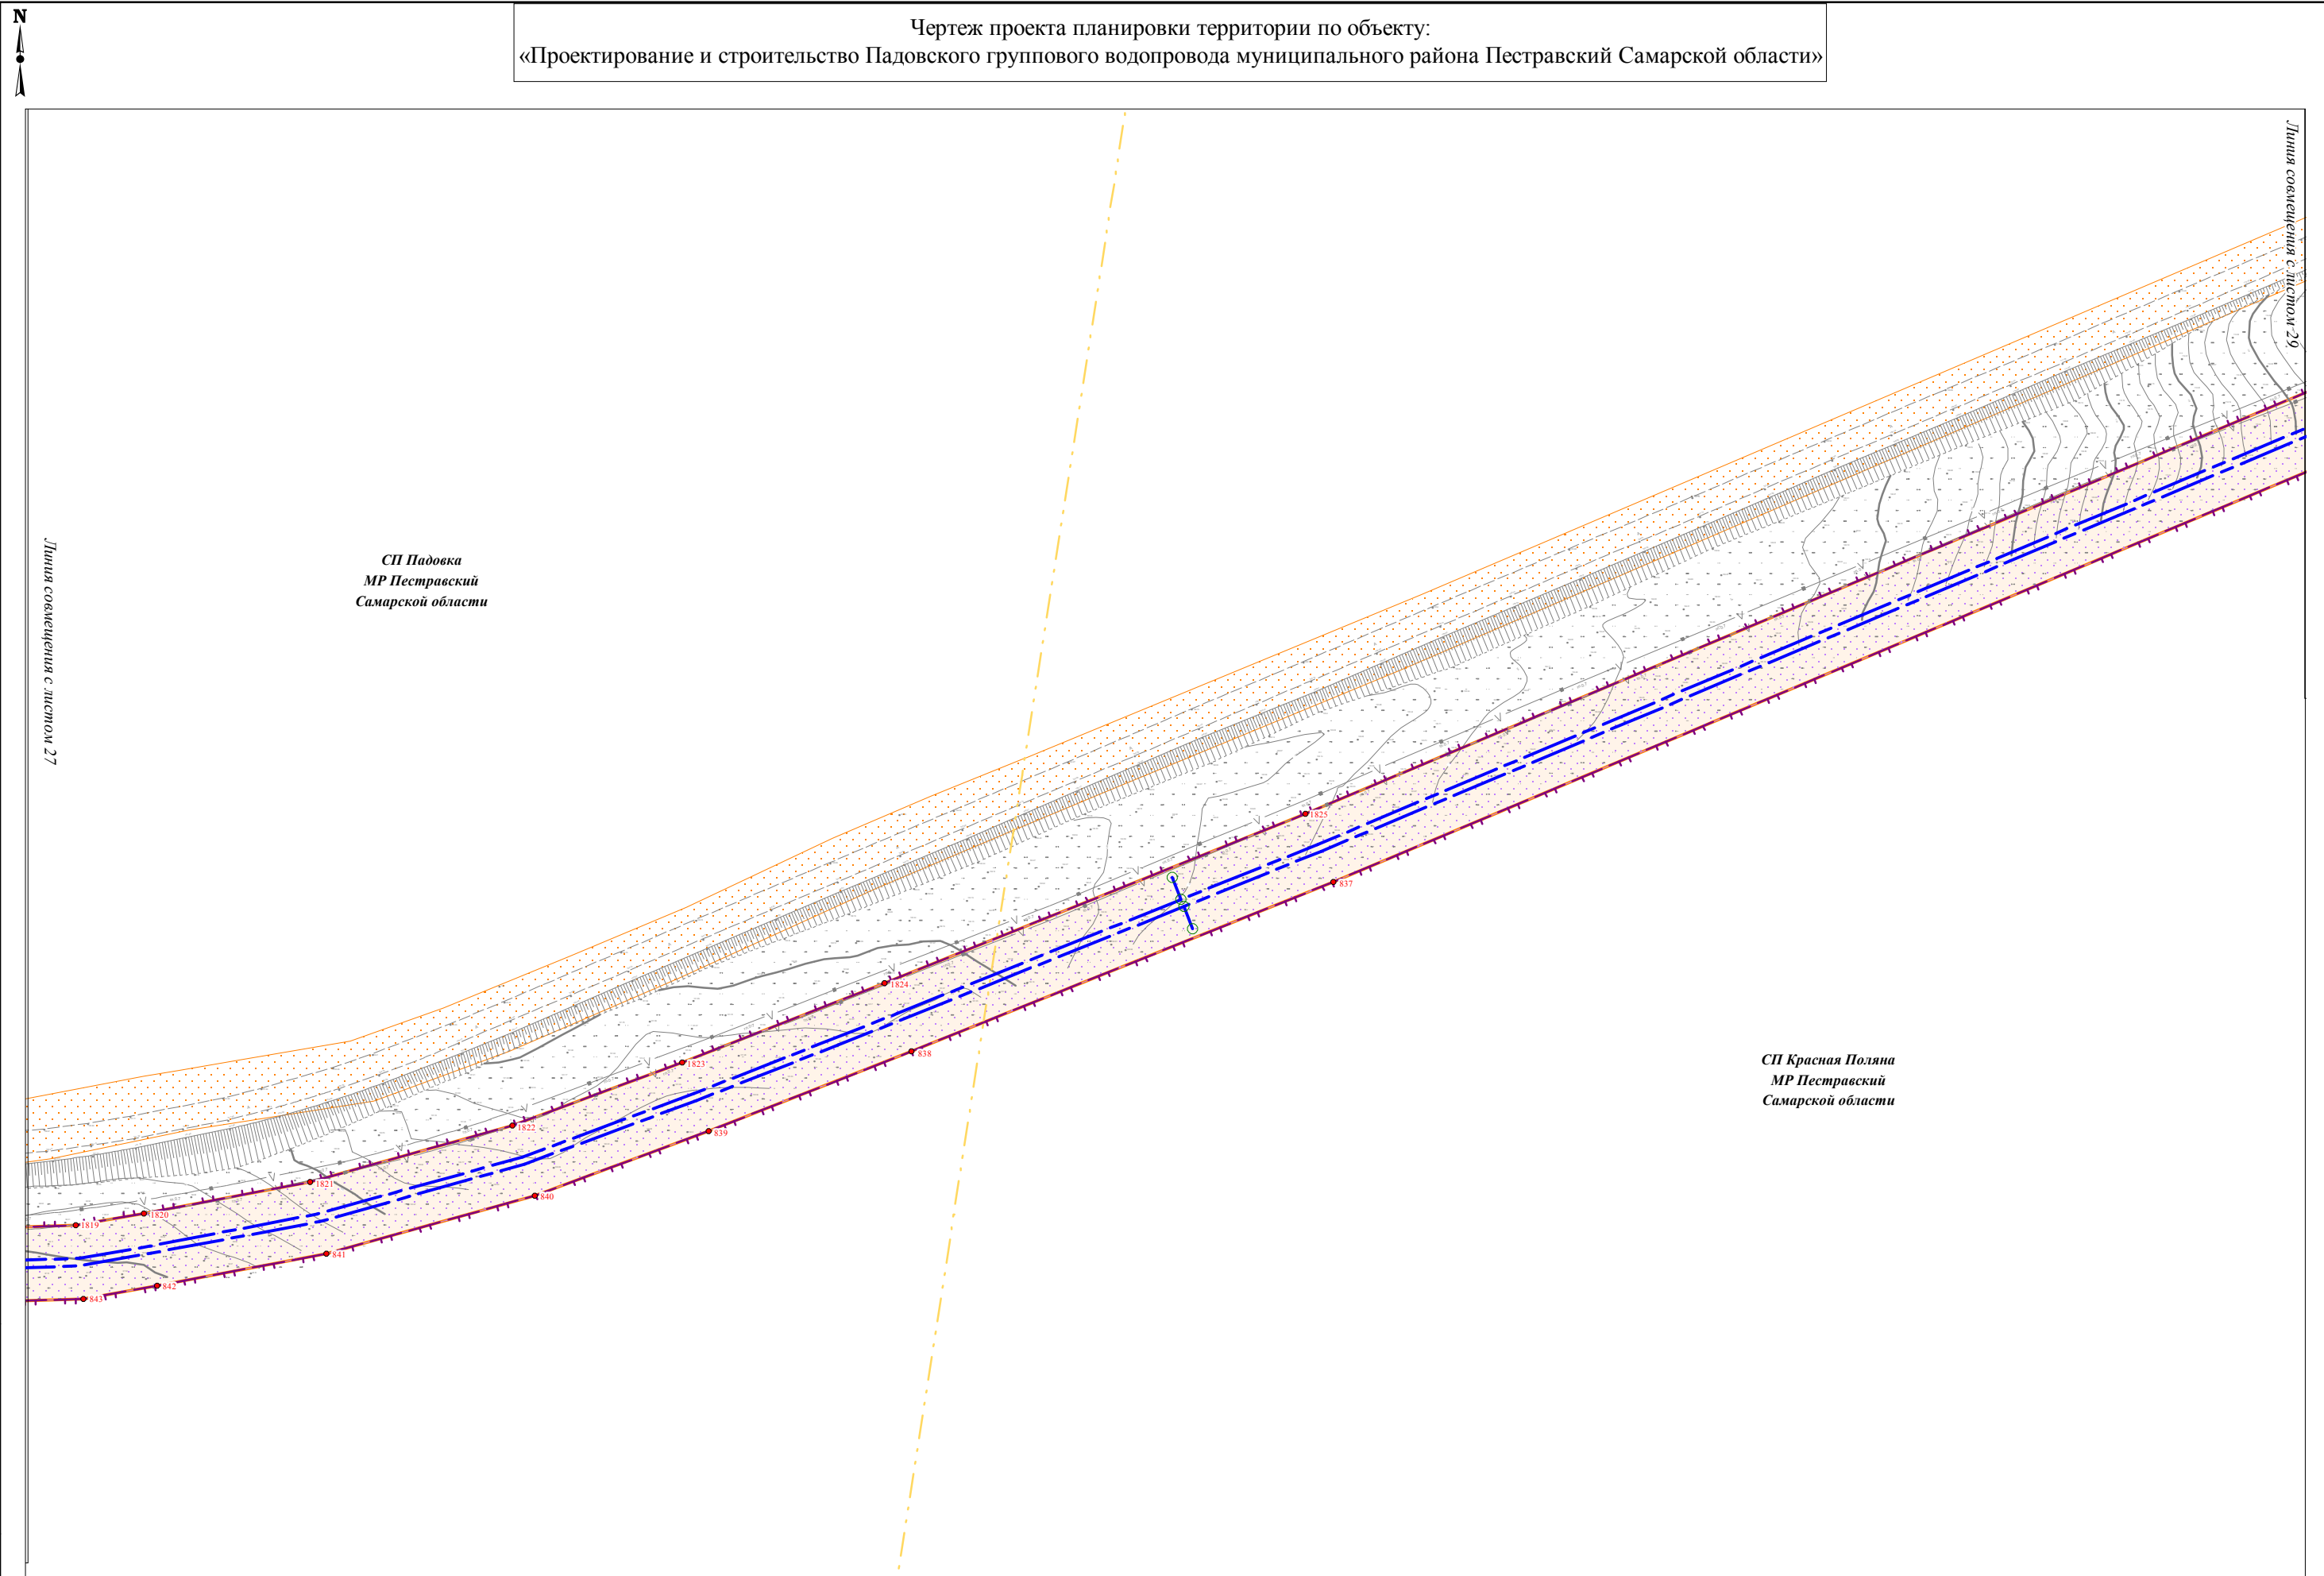 N
Чертеж проекта планировки территории по объекту:
«Проектирование и строительство Падовского группового водопровода муниципального района Пестравский Самарской области»
Линия совмещения с листом 29
Линия совмещения с листом 27
СП Падовка
МР Пестравский
Самарской области
1825
837
1824
838
1823
1822
839
840
СП Красная Поляна
МР Пестравский
Самарской области
1821
1820
1819
841
842
843